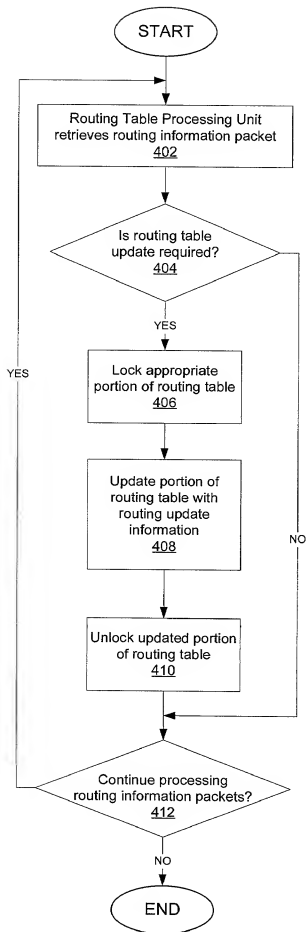 START
Routing Table Processing Unit
retrieves routing information packet
402
Is routing table
update required?
404
YES
Lock appropriate
portion of routing table
406
YES
Update portion of
routing table with
routing update
information
408
NO
Unlock updated portion
of routing table
410
Continue processing
routing information packets?
412
NO
END